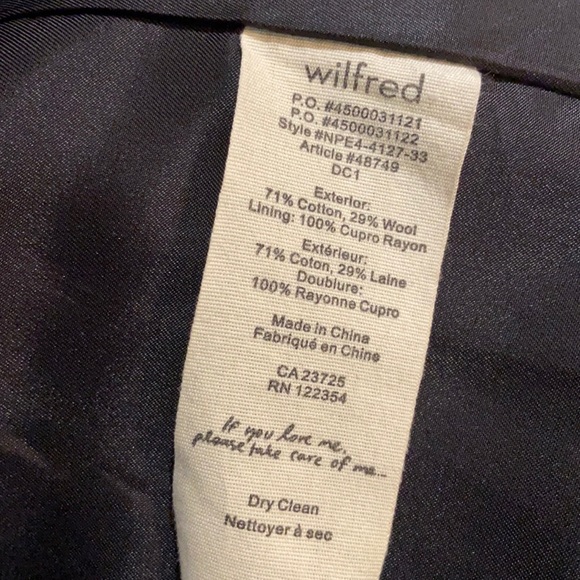 wilfred
P.O. #4500031121
P.O. #4500031122
Style #NPE4-4127-33
Article #48749
DC1
Exterior:
71% Cotton, 29% Wool
Lining: 100% Cupro Rayon
Extérieur:
71% Coton, 29% Laine
Doublure:
100% Rayonne Cupro
Made in China
Fabriqué en Chine
CA 23725
RN 122354
If you love me,
please take care of me...
Dry Clean
Nettoyer à sec